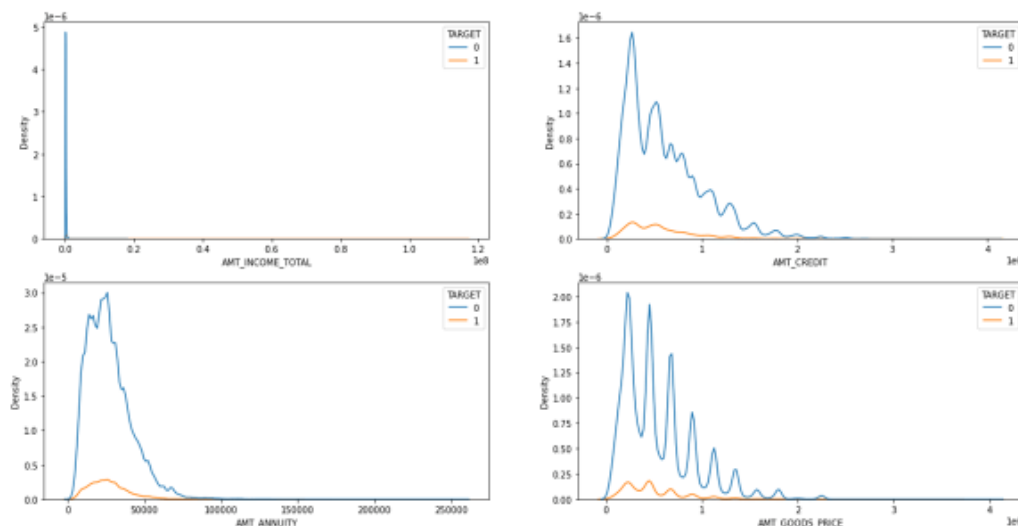 1e−6
TARGET
0
1
5
4
3
2
1
0
Density
0.0 0.2 0.4 0.6 0.8 1.0 1.2
1e8
AMT_INCOME_TOTAL
1e−6
TARGET
0
1
1.6
1.4
1.2
1.0
0.8
0.6
0.4
0.2
0.0
Density
0 1 2 3 4
AMT_CREDIT
1e−5
TARGET
0
1
3.0
2.5
2.0
1.5
1.0
0.5
0.0
Density
0 50000 100000 150000 200000 250000
AMT_ANNUITY
1e−6
TARGET
0
1
2.00
1.75
1.50
1.25
1.00
0.75
0.50
0.25
0.00
Density
0 1 2 3 4
AMT_GOODS_PRICE